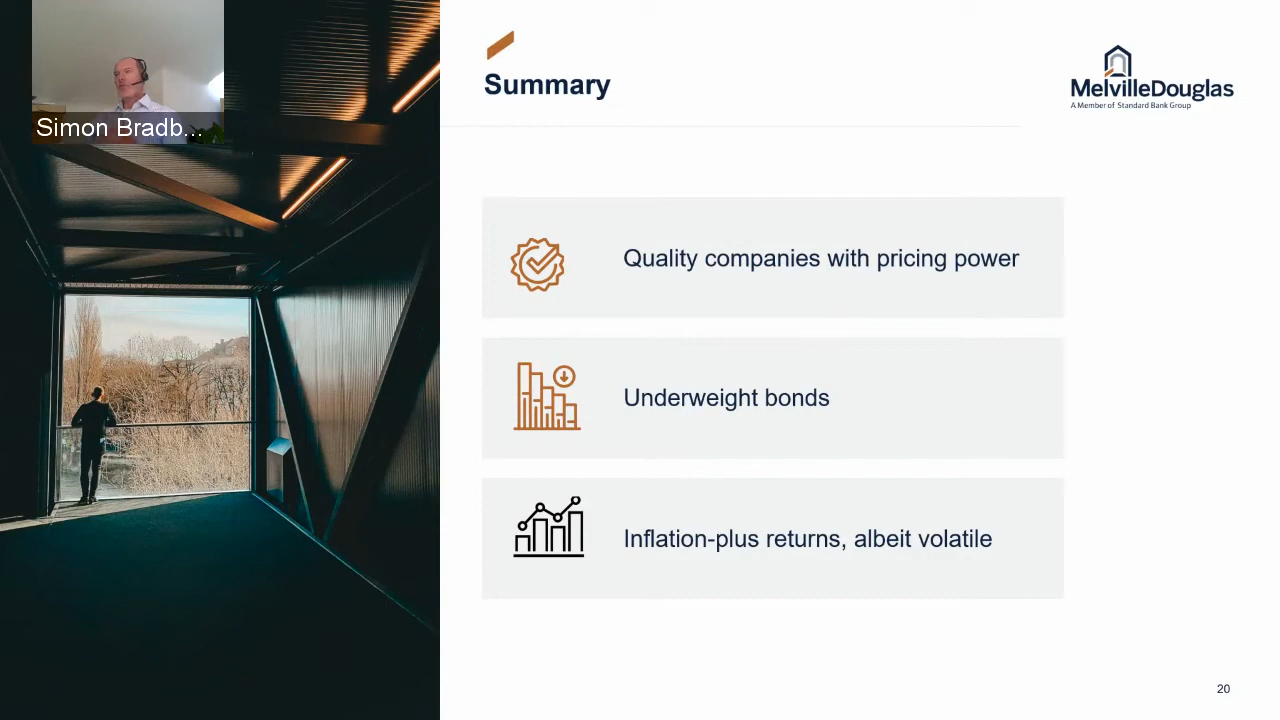 Simon Bradb...
Summary
MelvilleDouglas
A Member of Standard Bank Group
Quality companies with pricing power
Underweight bonds
Inflation-plus returns, albeit volatile
20